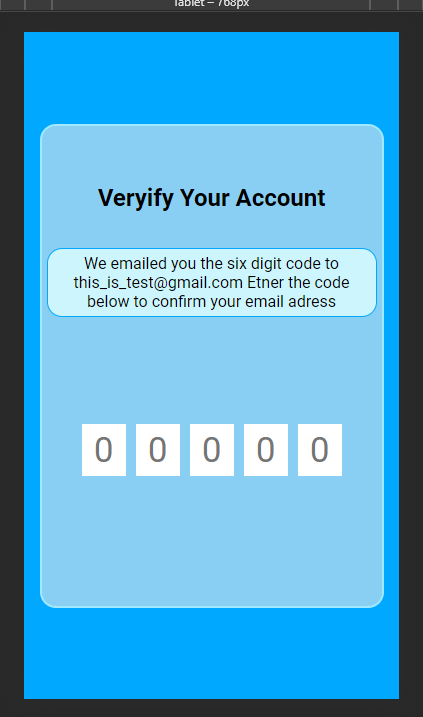 Tablet – 768px
Veryify Your Account
We emailed you the six digit code to
this_is_test@gmail.com Etner the code
below to confirm your email adress
0 0 0 0 0